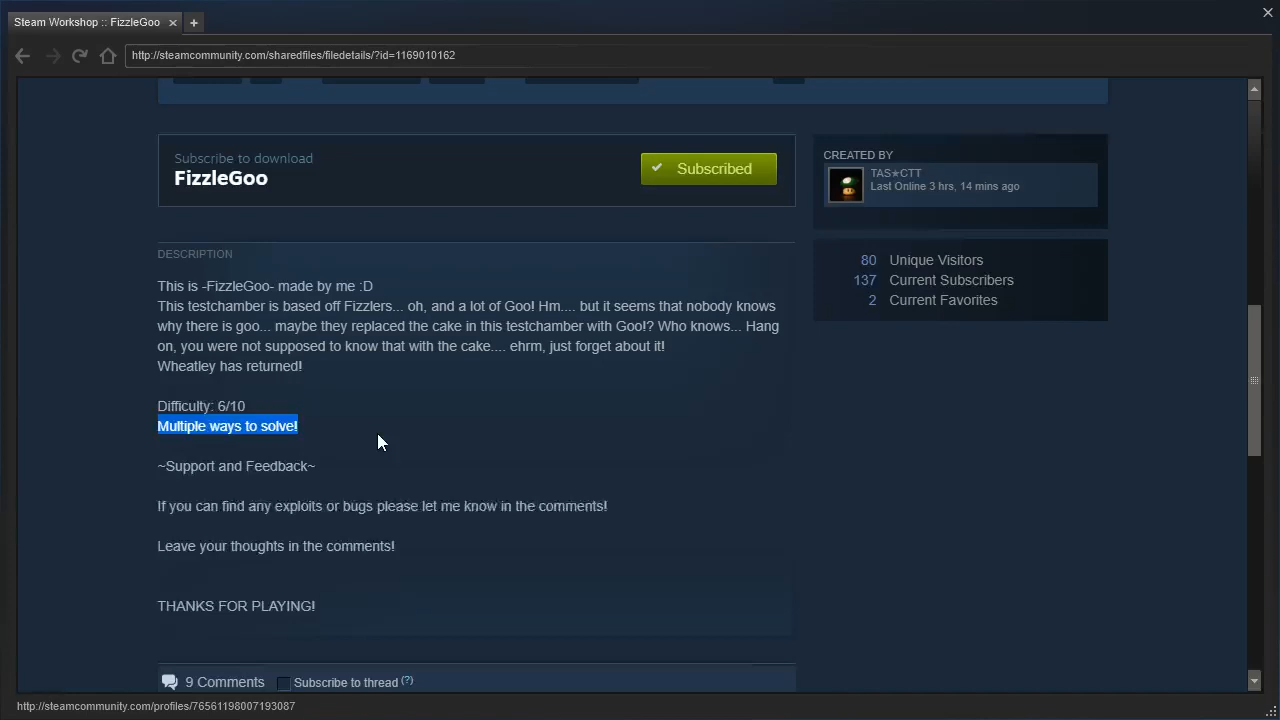 Steam Workshop :: FizzleGoo
http://steamcommunity.com/sharedfiles/filedetails/?id=1169010162
Subscribe to download
FizzleGoo
Subscribed
CREATED BY
TAS★CTT
Last Online 3 hrs, 14 mins ago
80 Unique Visitors
137 Current Subscribers
2 Current Favorites
DESCRIPTION
This is -FizzleGoo- made by me :D
This testchamber is based off Fizzlers... oh, and a lot of Goo! Hm.... but it seems that nobody knows
why there is goo... maybe they replaced the cake in this testchamber with Goo!? Who knows... Hang
on, you were not supposed to know that with the cake.... ehrm, just forget about it!
Wheatley has returned!
Difficulty: 6/10
Multiple ways to solve!
~Support and Feedback~
If you can find any exploits or bugs please let me know in the comments!
Leave your thoughts in the comments!
THANKS FOR PLAYING!
9 Comments Subscribe to thread (?)
http://steamcommunity.com/profiles/76561198007193087